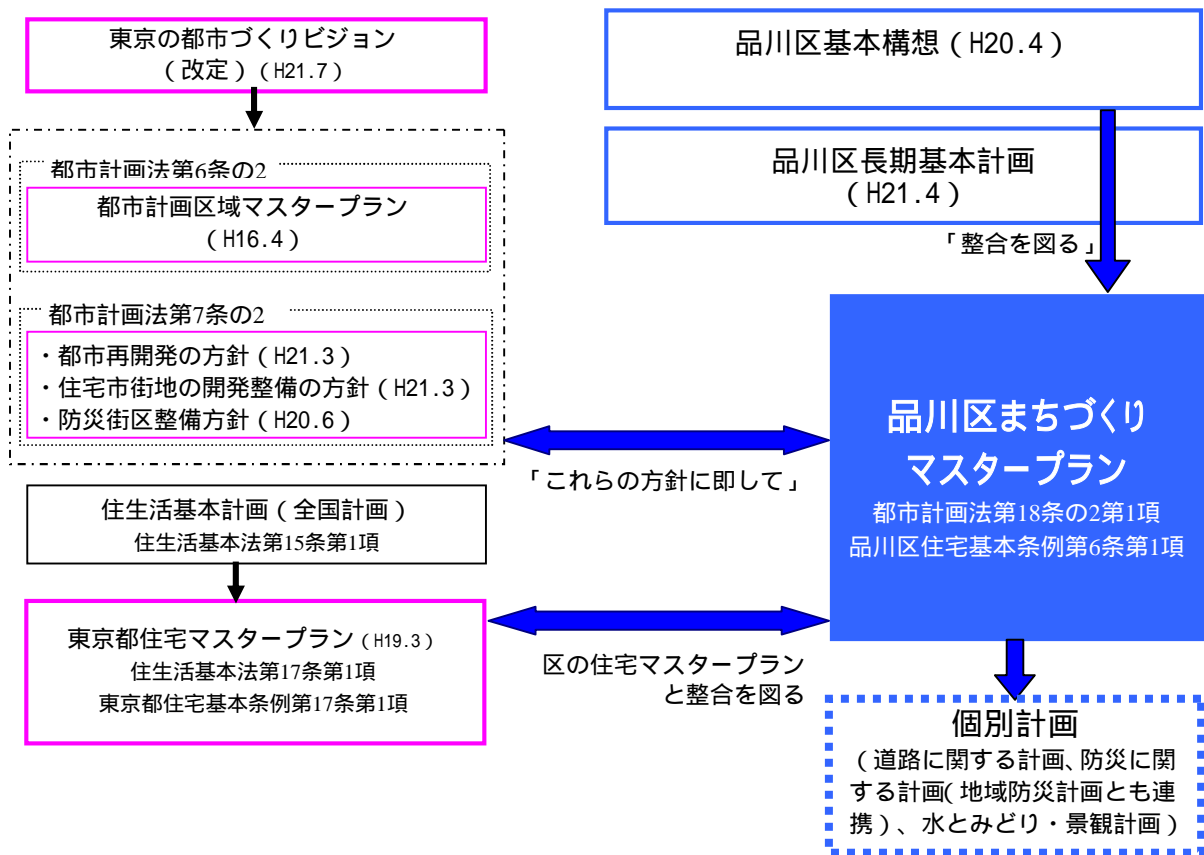 東京の都市づくりビジョン
（改定）（H21.7）
都市計画法第6条の2
都市計画区域マスタープラン
（H16.4）
都市計画法第7条の2
・都市再開発の方針（H21.3）
・住宅市街地の開発整備の方針（H21.3）
・防災街区整備方針（H20.6）
住生活基本計画（全国計画）
住生活基本法第15条第1項
東京都住宅マスタープラン（H19.3）
住生活基本法第17条第1項
東京都住宅基本条例第17条第1項
「これらの方針に即して」
区の住宅マスタープラン
と整合を図る
品川区基本構想（H20.4）
品川区長期基本計画
（H21.4）
「整合を図る」
品川区まちづくり
マスタープラン
都市計画法第18条の2第1項
品川区住宅基本条例第6条第1項
個別計画
（道路に関する計画、防災に関
する計画（地域防災計画とも連
携）、水とみどり・景観計画）